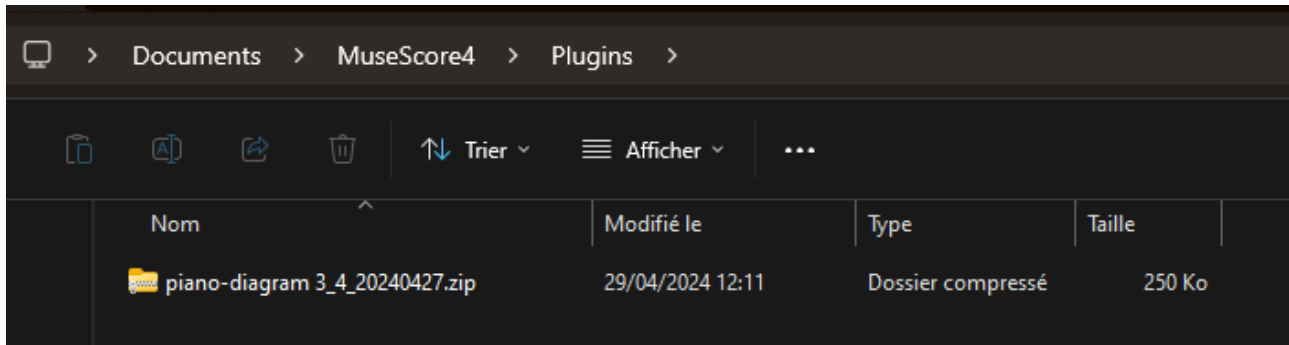 > Documents > MuseScore4 > Plugins >
Trier Afficher ...
Nom Modifié le Type Taille
piano-diagram 3_4_20240427.zip 29/04/2024 12:11 Dossier compressé 250 Ko